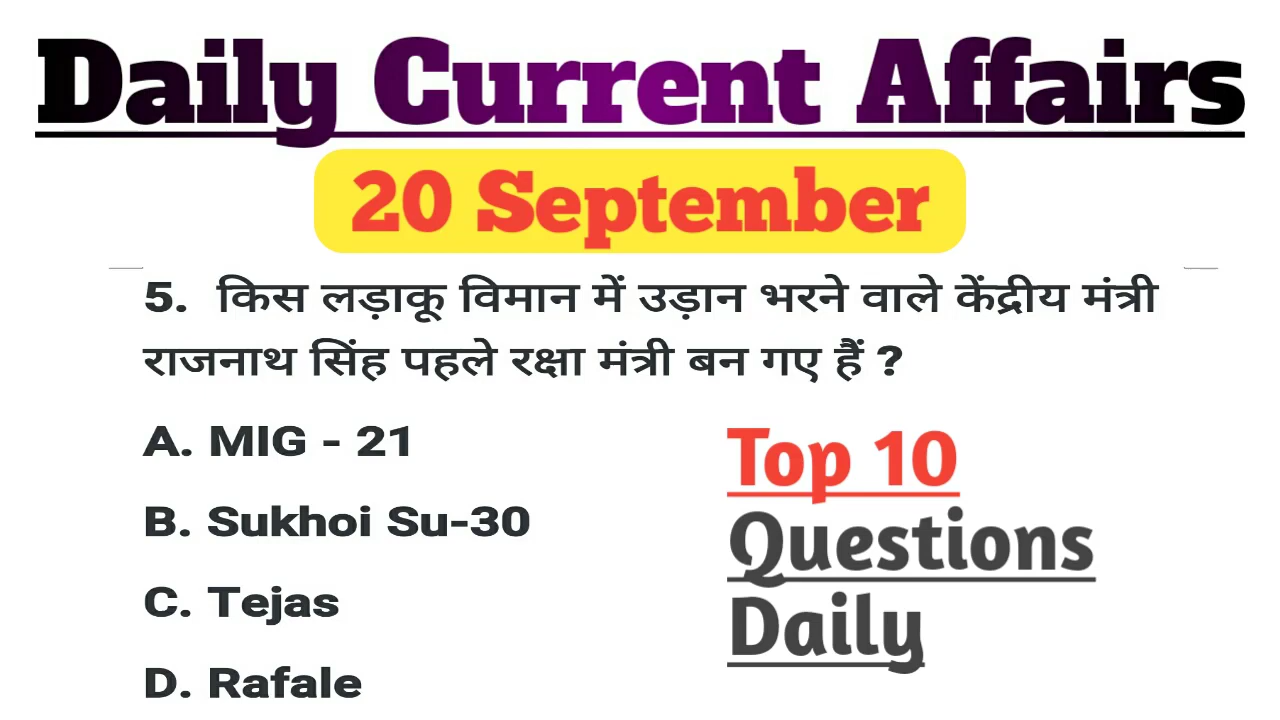 Daily Current Affairs
20 September
5. किस लड़ाकू विमान में उड़ान भरने वाले केंद्रीय मंत्री
राजनाथ सिंह पहले रक्षा मंत्री बन गए हैं ?
A. MIG - 21
B. Sukhoi Su-30
C. Tejas
D. Rafale
Top 10
Questions
Daily